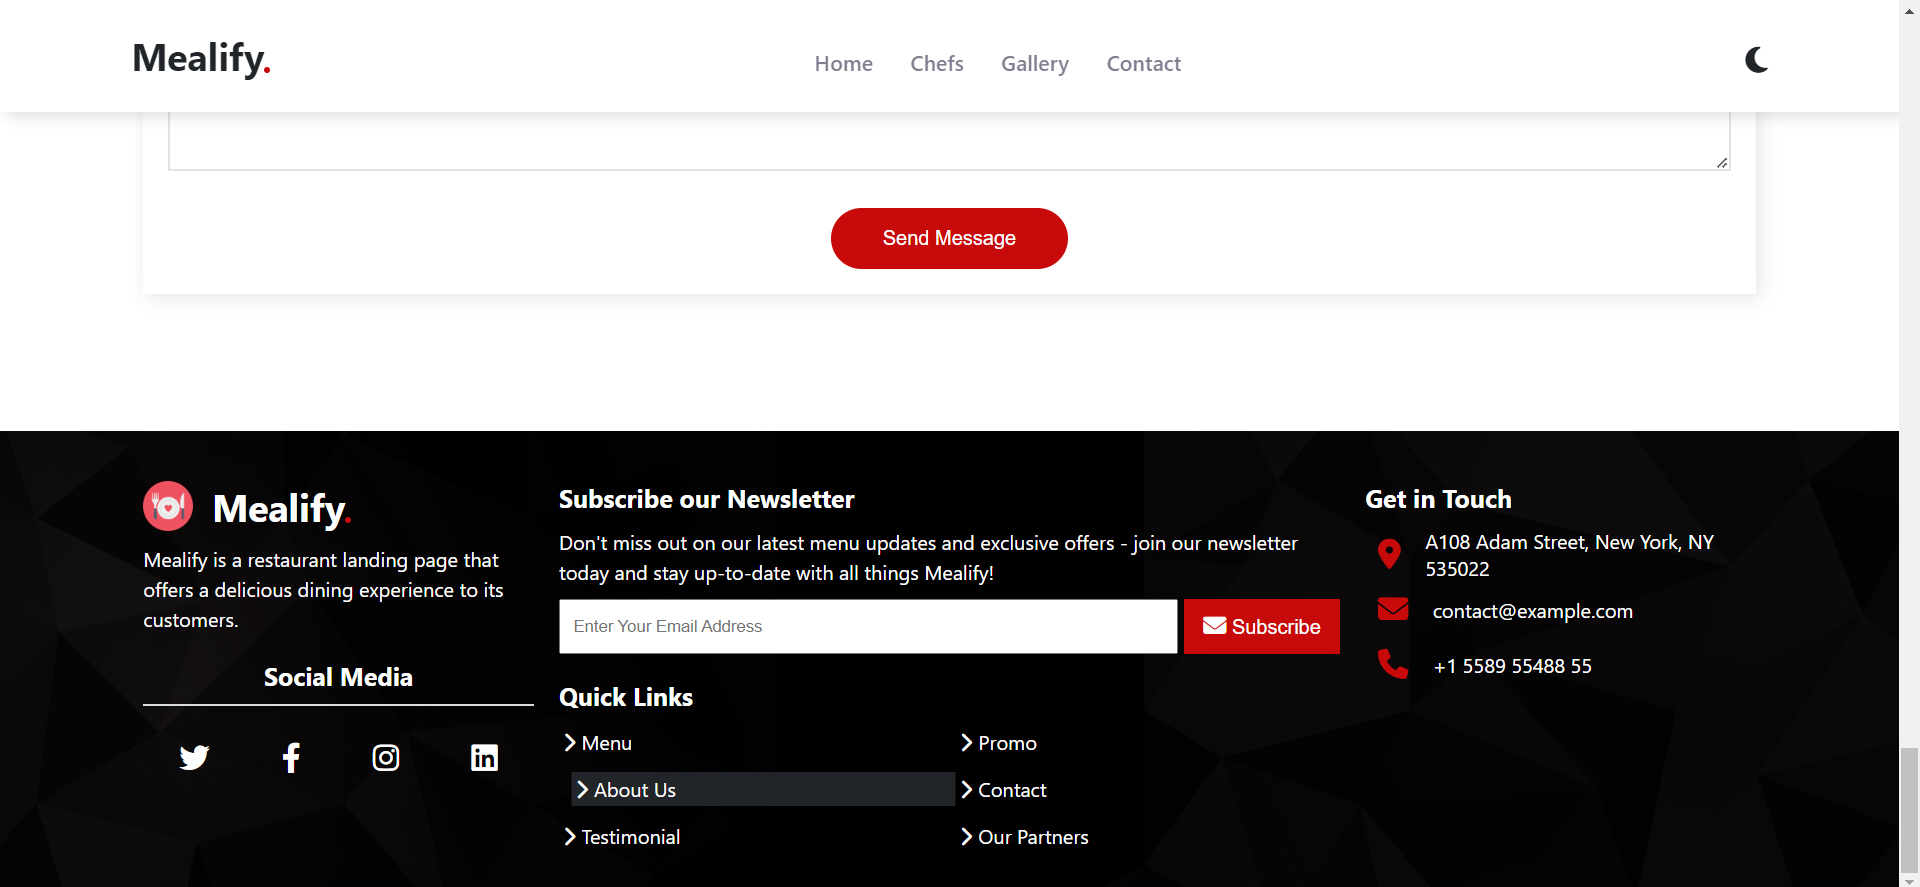 Mealify.
Home Chefs Gallery Contact
Send Message
Mealify.
Mealify is a restaurant landing page that
offers a delicious dining experience to its
customers.
Social Media
Subscribe our Newsletter
Don't miss out on our latest menu updates and exclusive offers - join our newsletter
today and stay up-to-date with all things Mealify!
Enter Your Email Address
Subscribe
Quick Links
Menu
Promo
About Us
Contact
Testimonial
Our Partners
Get in Touch
A108 Adam Street, New York, NY
535022
contact@example.com
+1 5589 55488 55